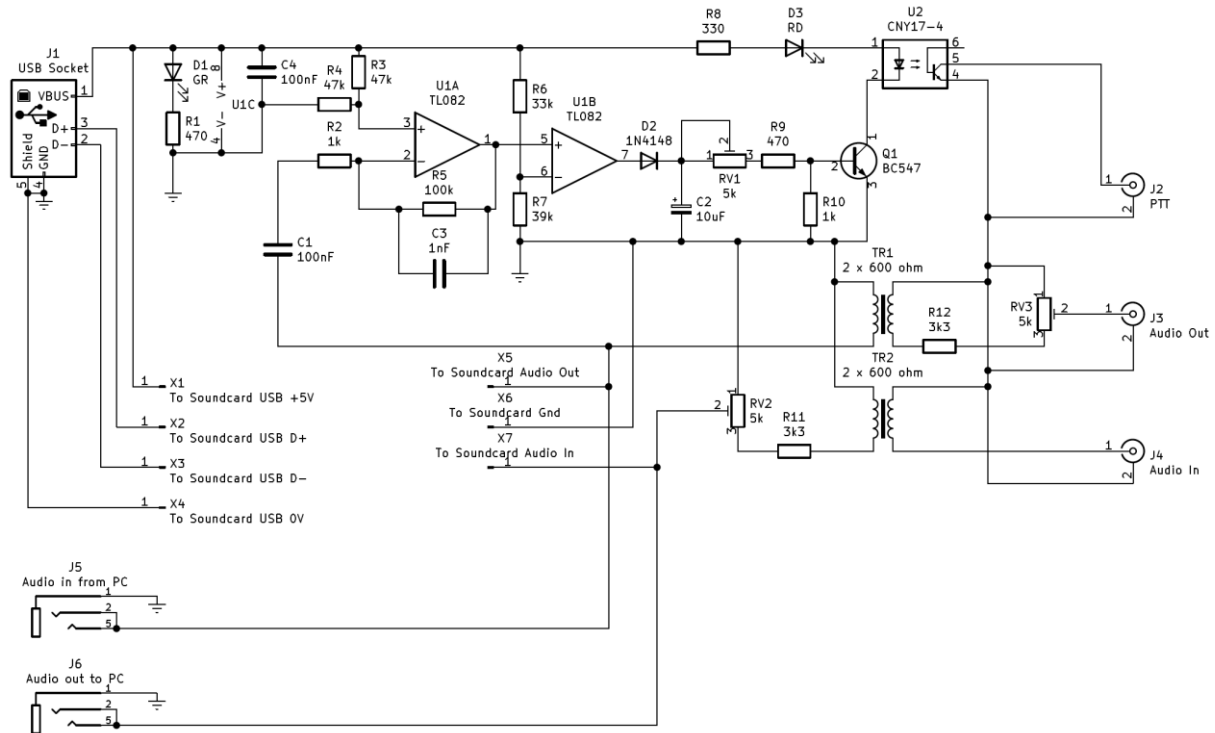 J1
USB Socket
VBUS 1
D+ 3
D- 2
Shield
GND
5 4
D1
GR
R1
470
8
V+
U1C
V-
4
C4
100nF
R4
47k
R3
47k
R2
1k
U1A
TL082
3 +
2 -
1
R5
100k
C3
1nF
C1
100nF
R6
33k
R7
39k
U1B
TL082
5 +
6 -
7
D2
1N4148
C2
+
10uF
2
1 3
RV1
5k
R9
470
R10
1k
R8
330
D3
RD
U2
CNY17-4
1
2
6
5
4
1
2
3
Q1
BC547
1
2
J2
PTT
TR1
2 x 600 ohm
R12
3k3
1
RV3
5k
2
3
1
2
J3
Audio Out
TR2
2 x 600 ohm
1
2
RV2
5k
3
R11
3k3
1
2
J4
Audio In
1 X1
To Soundcard USB +5V
1 X2
To Soundcard USB D+
1 X3
To Soundcard USB D-
1 X4
To Soundcard USB 0V
X5
To Soundcard Audio Out
1
X6
To Soundcard Gnd
1
X7
To Soundcard Audio In
1
J5
Audio in from PC
1
2
5
J6
Audio out to PC
1
2
5